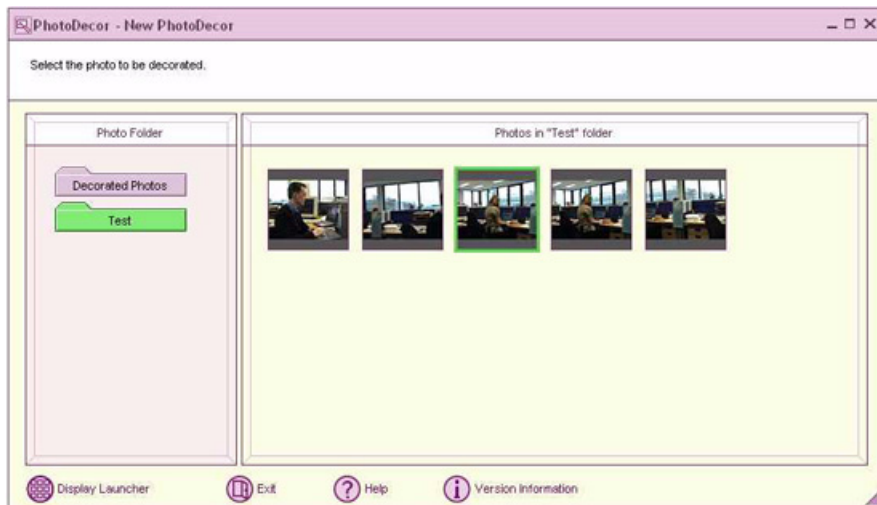 PhotoDecor - New PhotoDecor
Select the photo to be decorated.
Photo Folder
Decorated Photos
Test
Photos in "Test" folder
Display Launcher
Exit
Help
Version Information